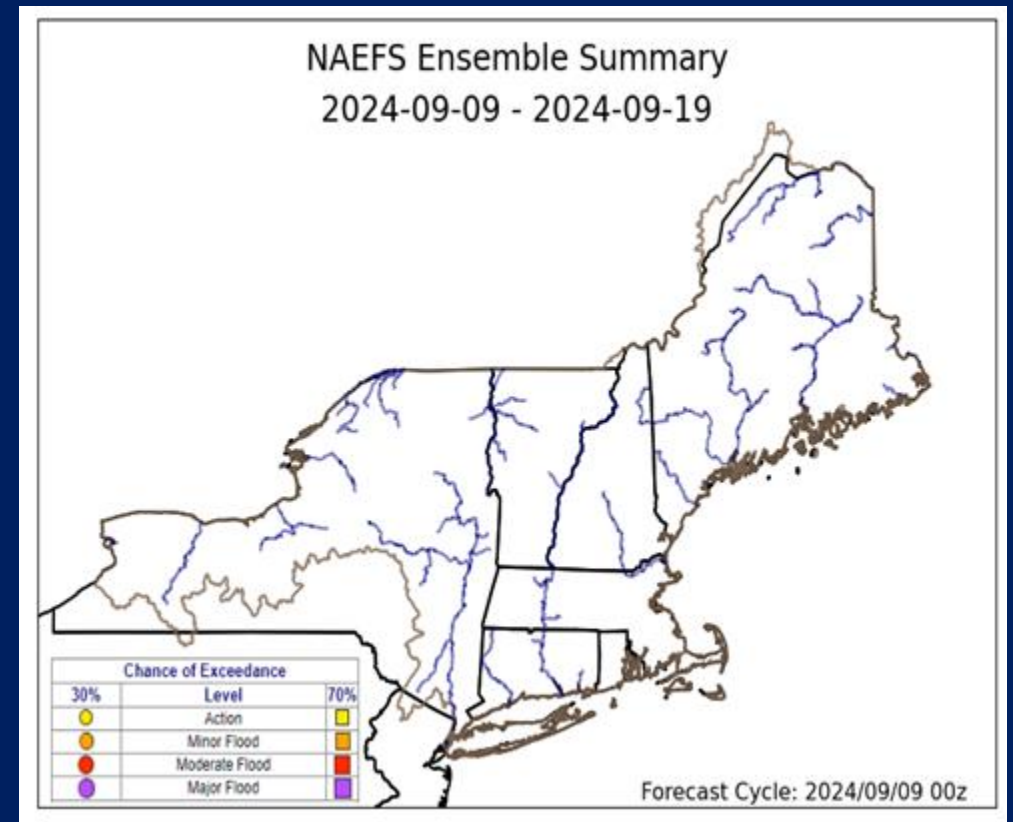 NAEFS Ensemble Summary
2024-09-09 - 2024-09-19
Chance of Exceedance
30% Level 70%
Action
Minor Flood
Moderate Flood
Major Flood
Forecast Cycle: 2024/09/09 00z